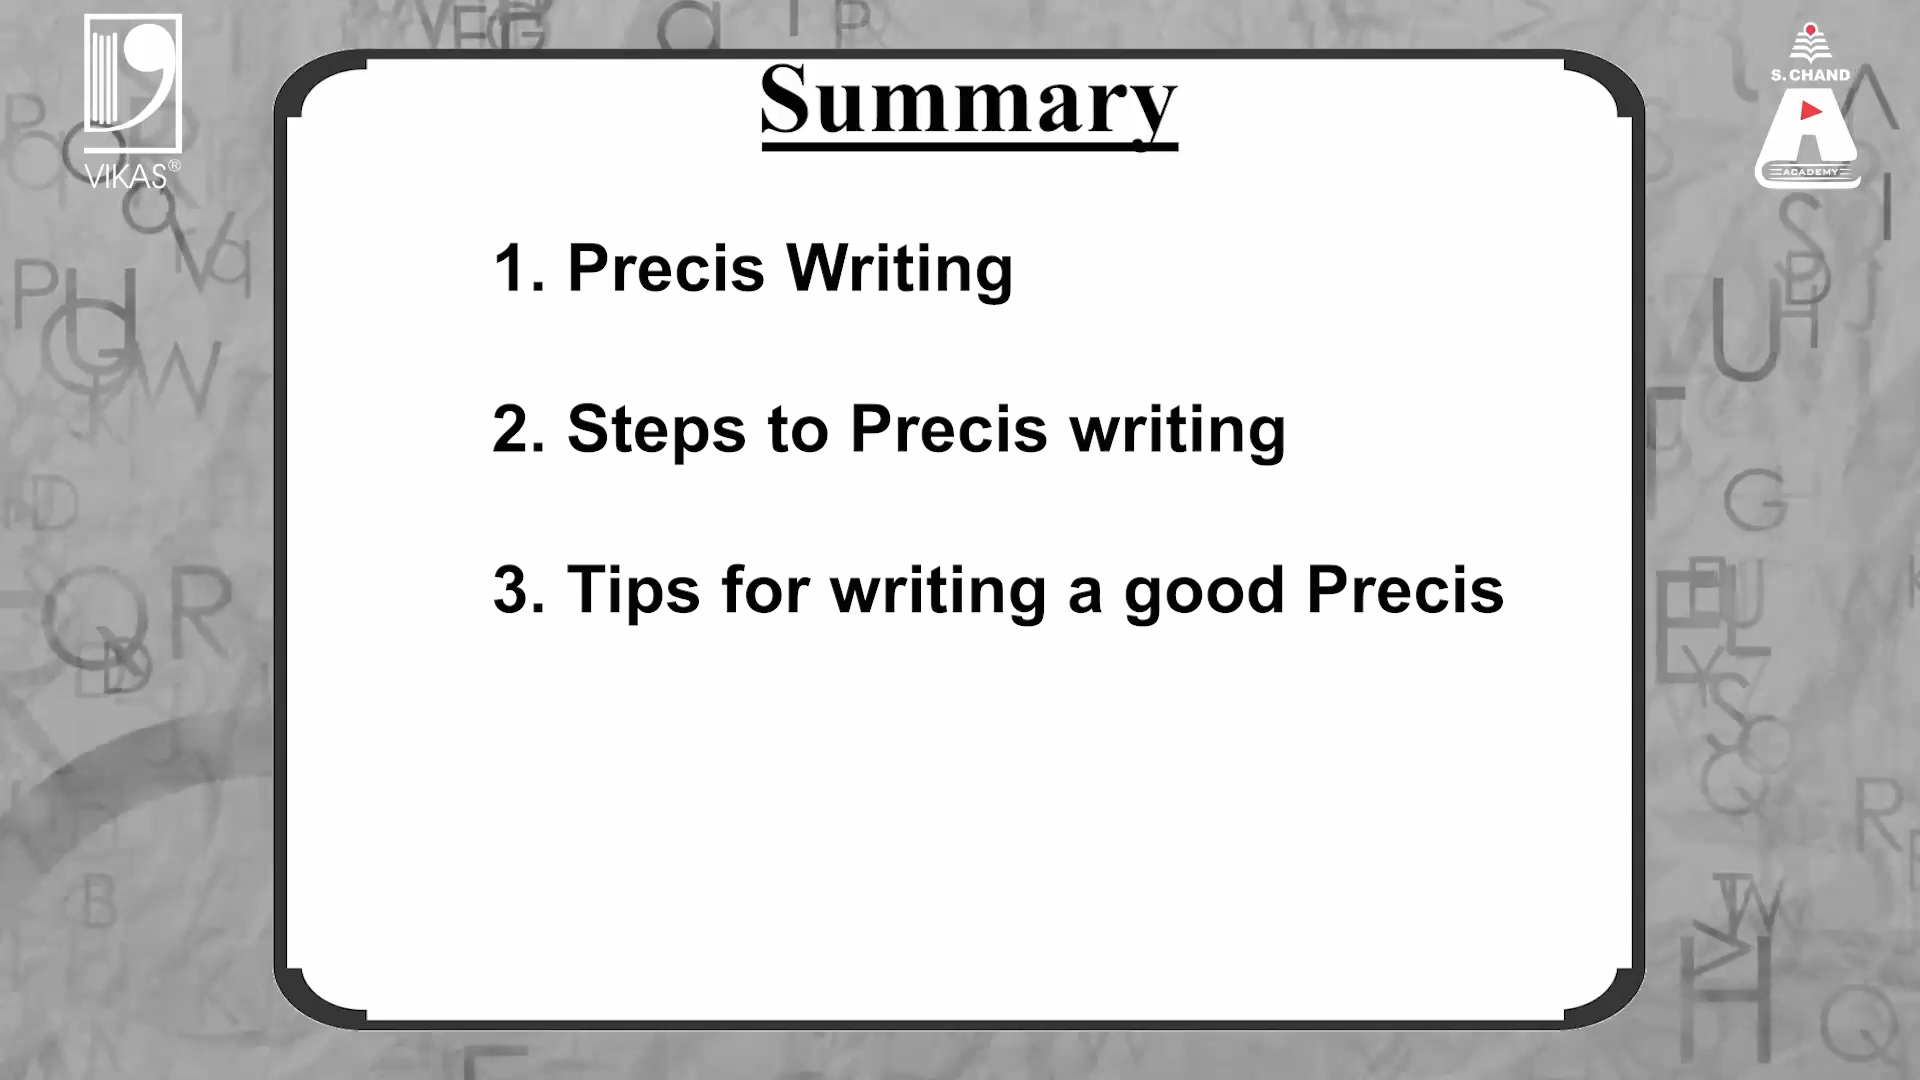 Summary
VIKAS®
S. CHAND
ACADEMY
1. Precis Writing
2. Steps to Precis writing
3. Tips for writing a good Precis